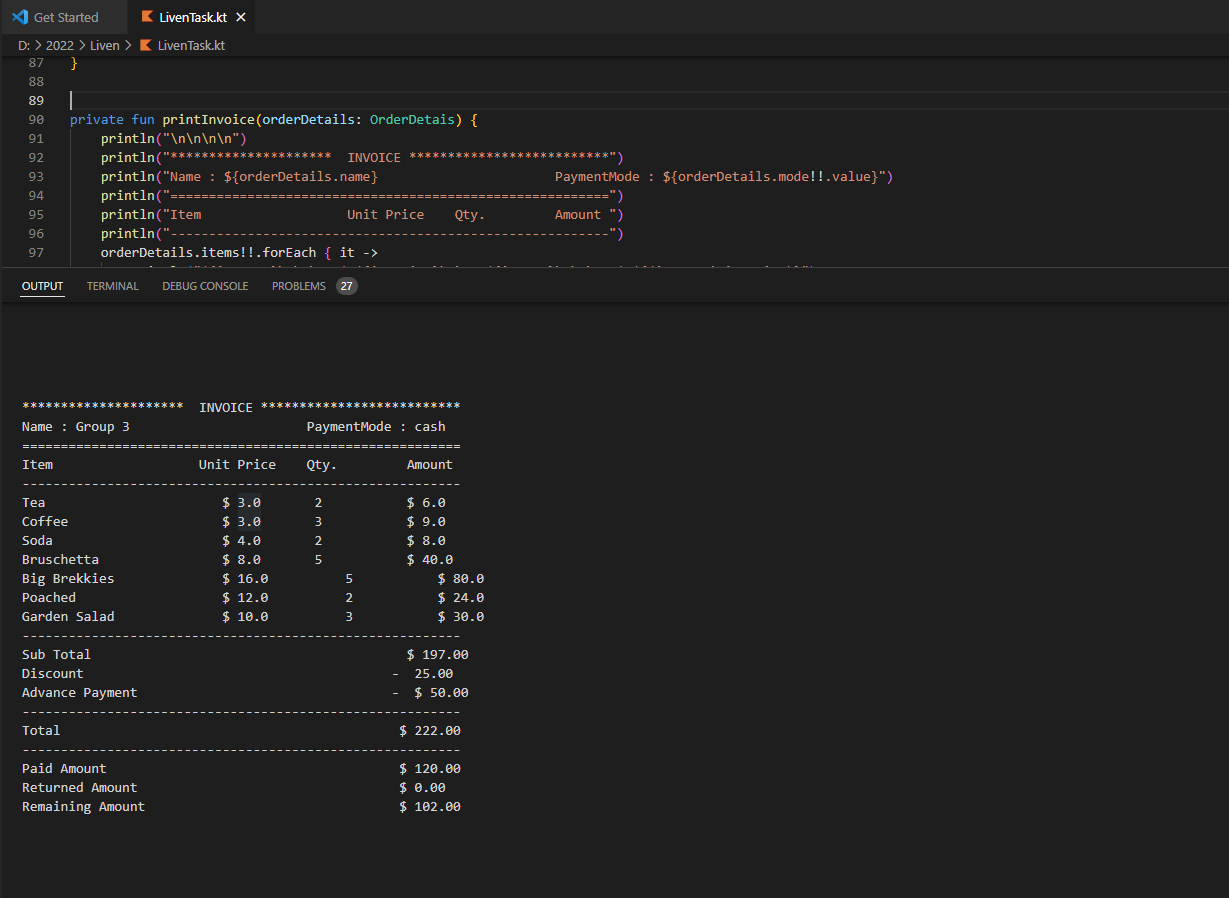 Get Started LivenTask.kt
D: > 2022 > Liven > LivenTask.kt
87 }
88
89
90 private fun printInvoice(orderDetails: OrderDetais) {
91     println("\n\n\n\n")
92     println("*********************  INVOICE **************************")
93     println("Name : ${orderDetails.name}                       PaymentMode : ${orderDetails.mode!!.value}")
94     println("=========================================================")
95     println("Item                   Unit Price    Qty.         Amount ")
96     println("---------------------------------------------------------")
97     orderDetails.items!!.forEach { it ->
OUTPUT TERMINAL DEBUG CONSOLE PROBLEMS 27
*********************  INVOICE **************************
Name : Group 3                       PaymentMode : cash
=========================================================
Item                   Unit Price    Qty.         Amount
---------------------------------------------------------
Tea                       $ 3.0       2           $ 6.0
Coffee                    $ 3.0       3           $ 9.0
Soda                      $ 4.0       2           $ 8.0
Bruschetta                $ 8.0       5           $ 40.0
Big Brekkies              $ 16.0          5           $ 80.0
Poached                   $ 12.0          2           $ 24.0
Garden Salad              $ 10.0          3           $ 30.0
---------------------------------------------------------
Sub Total                                         $ 197.00
Discount                                        -  25.00
Advance Payment                                 -  $ 50.00
---------------------------------------------------------
Total                                            $ 222.00
---------------------------------------------------------
Paid Amount                                      $ 120.00
Returned Amount                                  $ 0.00
Remaining Amount                                 $ 102.00